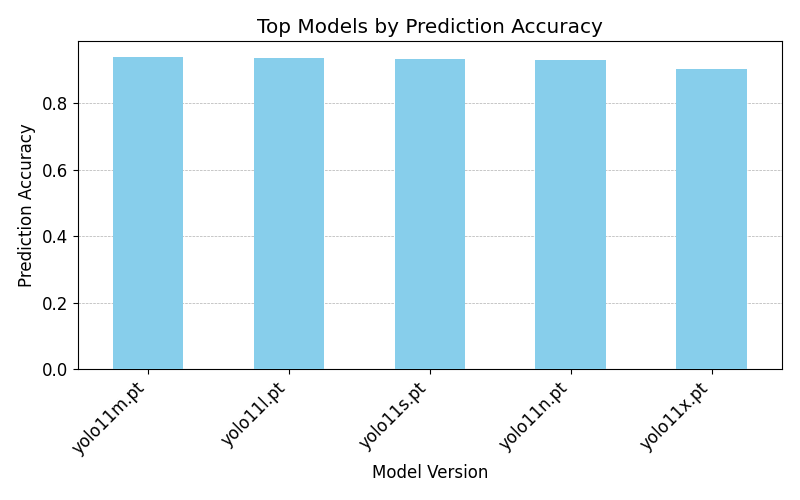 Top Models by Prediction Accuracy
Prediction Accuracy
0.8
0.6
0.4
0.2
0.0
yolo11m.pt
yolo11l.pt
yolo11s.pt
yolo11n.pt
yolo11x.pt
Model Version